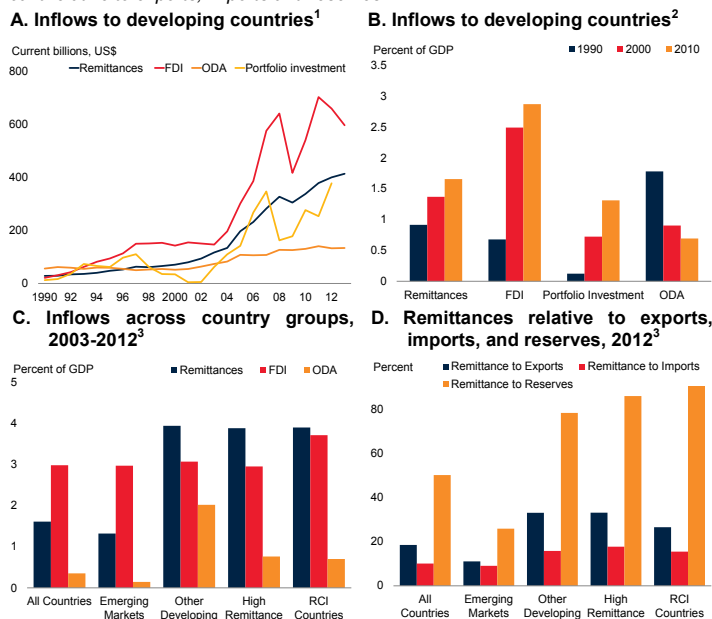 A. Inflows to developing countries1
Current billions, US$
Remittances FDI ODA Portfolio investment
800
600
400
200
0
1990 92 94 96 98 2000 02 04 06 08 10 12
B. Inflows to developing countries2
Percent of GDP
1990 2000 2010
3.5
3
2.5
2
1.5
1
0.5
0
Remittances FDI Portfolio Investment ODA
C. Inflows across country groups,
2003-20123
Percent of GDP
Remittances FDI ODA
5
4
3
2
1
0
All Countries Emerging Markets Other Developing High Remittance RCI Countries
D. Remittances relative to exports,
imports, and reserves, 20123
Percent
Remittance to Exports Remittance to Imports
Remittance to Reserves
80
60
40
20
0
All Countries Emerging Markets Other Developing High Remittance RCI Countries